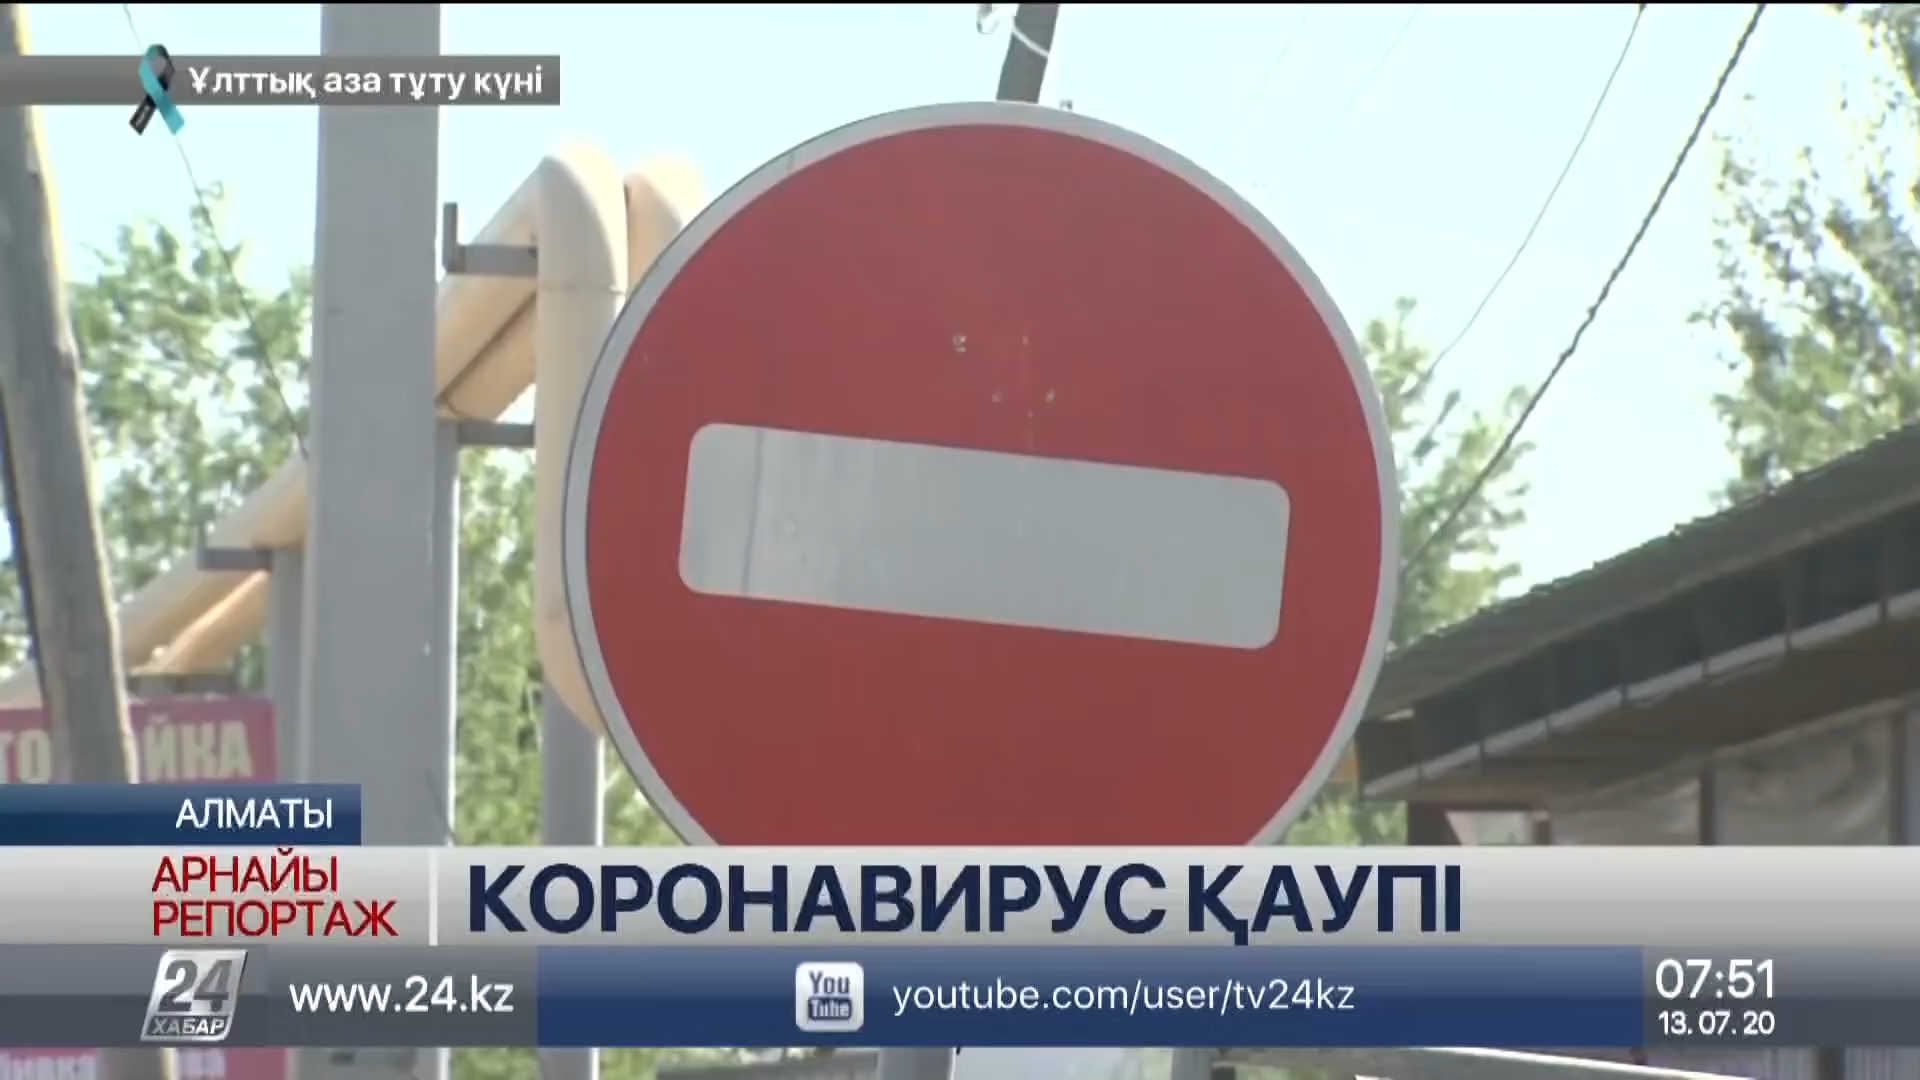 Ұлттық аза тұту күні
ЙКА
АЛМАТЫ
АРНАЙЫ
РЕПОРТАЖ
КОРОНАВИРУС ҚАУПІ
24
ХАБАР
www.24.kz
You
Tube
youtube.com/user/tv24kz
07:51
13.07.20